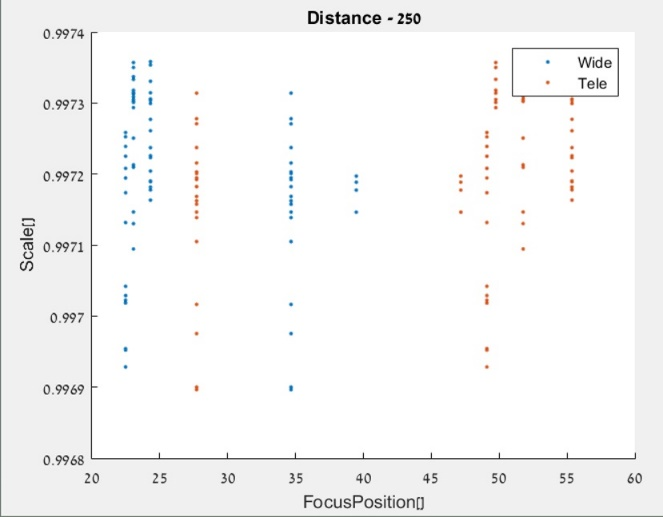 Distance - 250
Wide
Tele
0.9974
0.9973
0.9972
0.9971
0.997
0.9969
0.9968
Scale[]
20 25 30 35 40 45 50 55 60
FocusPosition[]